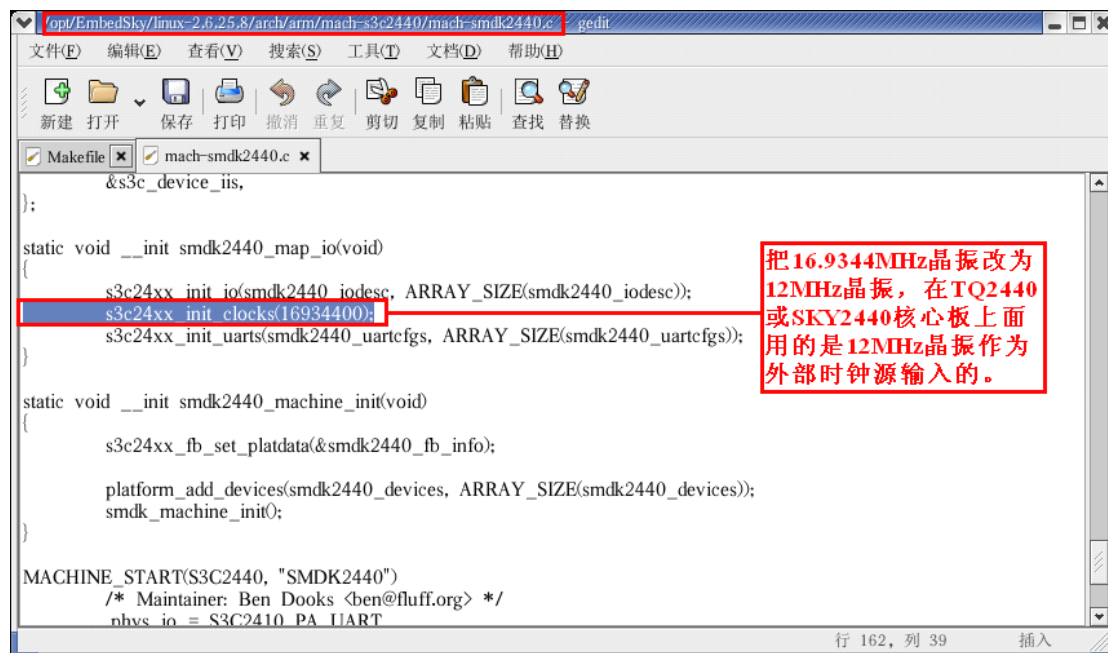 /opt/EmbedSky/linux-2.6.25.8/arch/arm/mach-s3c2440/mach-smdk2440.c - gedit
文件(F) 编辑(E) 查看(V) 搜索(S) 工具(T) 文档(D) 帮助(H)
新建 打开 保存 打印 撤消 重复 剪切 复制 粘贴 查找 替换
Makefile mach-smdk2440.c
&s3c_device_iis,
};
static void __init smdk2440_map_io(void)
{
s3c24xx_init_io(smdk2440_iodesc, ARRAY_SIZE(smdk2440_iodesc));
s3c24xx_init_clocks(16934400);
s3c24xx_init_uarts(smdk2440_uartcfgs, ARRAY_SIZE(smdk2440_uartcfgs));
}
static void __init smdk2440_machine_init(void)
{
s3c24xx_fb_set_platdata(&smdk2440_fb_info);
platform_add_devices(smdk2440_devices, ARRAY_SIZE(smdk2440_devices));
smdk_machine_init();
}
MACHINE_START(S3C2440, "SMDK2440")
/* Maintainer: Ben Dooks <ben@fluff.org> */
.phys_io = S3C2410_PA_UART
把16.9344MHz晶振改为
12MHz晶振，在TQ2440
或SKY2440核心板上面
用的是12MHz晶振作为
外部时钟源输入的。
行 162, 列 39 插入